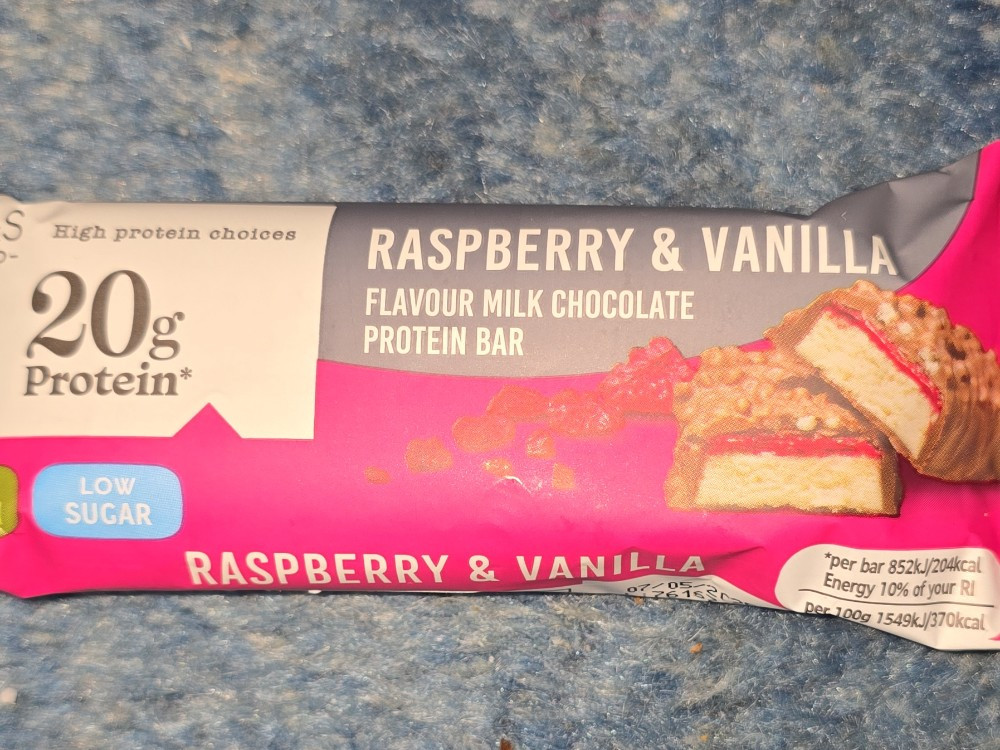 High protein choices
20g
Protein*
LOW
SUGAR
RASPBERRY & VANILLA
FLAVOUR MILK CHOCOLATE
PROTEIN BAR
RASPBERRY & VANILLA
*per bar 852kJ/204kcal
Energy 10% of your RI
per 100g 1549kJ/370kcal